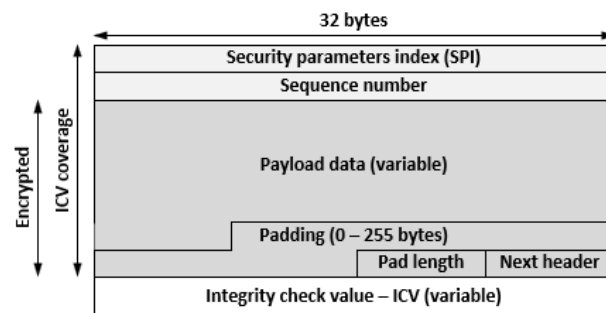 32 bytes
Security parameters index (SPI)
Sequence number
Encrypted
ICV coverage
Payload data (variable)
Padding (0 – 255 bytes)
Pad length
Next header
Integrity check value – ICV (variable)